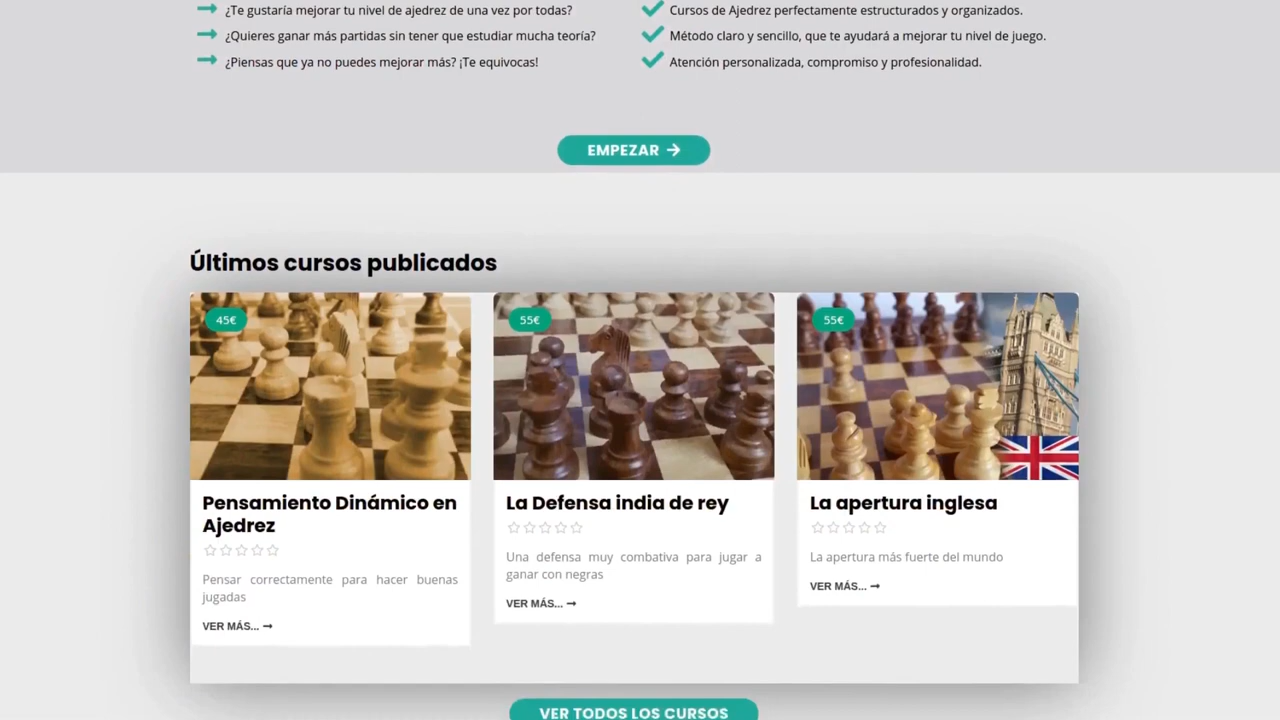 ¿Te gustaría mejorar tu nivel de ajedrez de una vez por todas?
¿Quieres ganar más partidas sin tener que estudiar mucha teoría?
¿Piensas que ya no puedes mejorar más? ¡Te equivocas!
Cursos de Ajedrez perfectamente estructurados y organizados.
Método claro y sencillo, que te ayudará a mejorar tu nivel de juego.
Atención personalizada, compromiso y profesionalidad.
EMPEZAR →
Últimos cursos publicados
45€
Pensamiento Dinámico en
Ajedrez
Pensar correctamente para hacer buenas
jugadas
VER MÁS...
55€
La Defensa india de rey
Una defensa muy combativa para jugar a
ganar con negras
VER MÁS...
55€
La apertura inglesa
La apertura más fuerte del mundo
VER MÁS...
VER TODOS LOS CURSOS